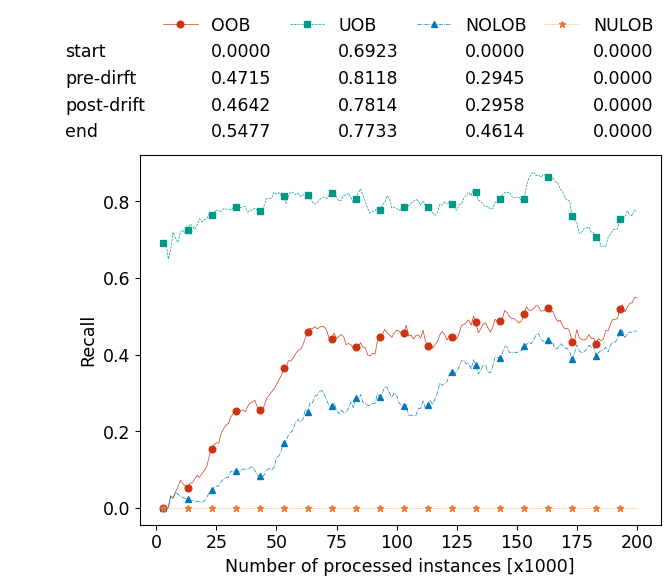 OOB UOB NOLOB NULOB
start 0.0000 0.6923 0.0000 0.0000
pre-dirft 0.4715 0.8118 0.2945 0.0000
post-drift 0.4642 0.7814 0.2958 0.0000
end 0.5477 0.7733 0.4614 0.0000
0.8
0.6
0.4
0.2
0.0
Recall
0 25 50 75 100 125 150 175 200
Number of processed instances [x1000]